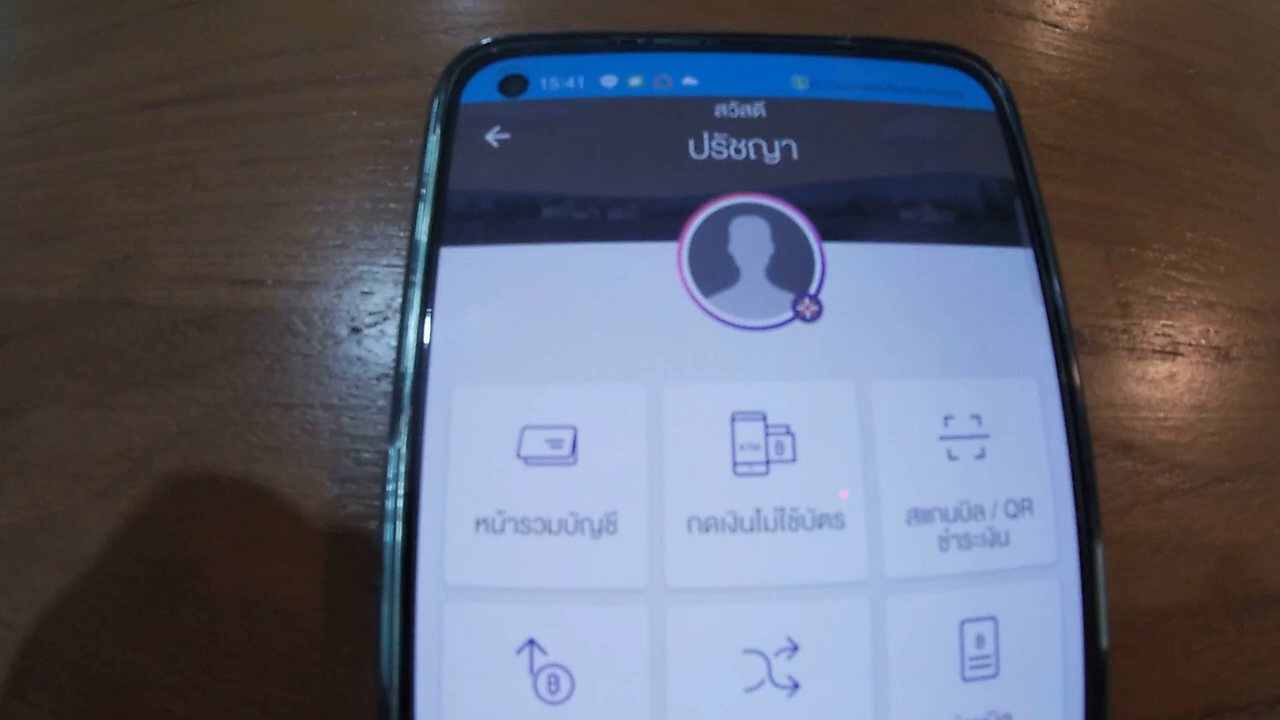 15:41
สวัสดี
ปรัชญา
หน้ารวมบัญชี
กดเงินไม่ใช้บัตร
สแกนบิล / QR
ชำระเงิน